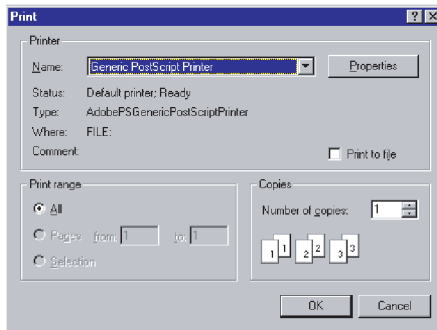 Print
Printer
Name: Generic PostScript Printer Properties
Status: Default printer; Ready
Type: AdobePSGenericPostScriptPrinter
Where: FILE:
Comment: Print to file
Print range
All
Pages from: 1 to: 1
Selection
Copies
Number of copies: 1
1 1 2 2 3 3
OK Cancel